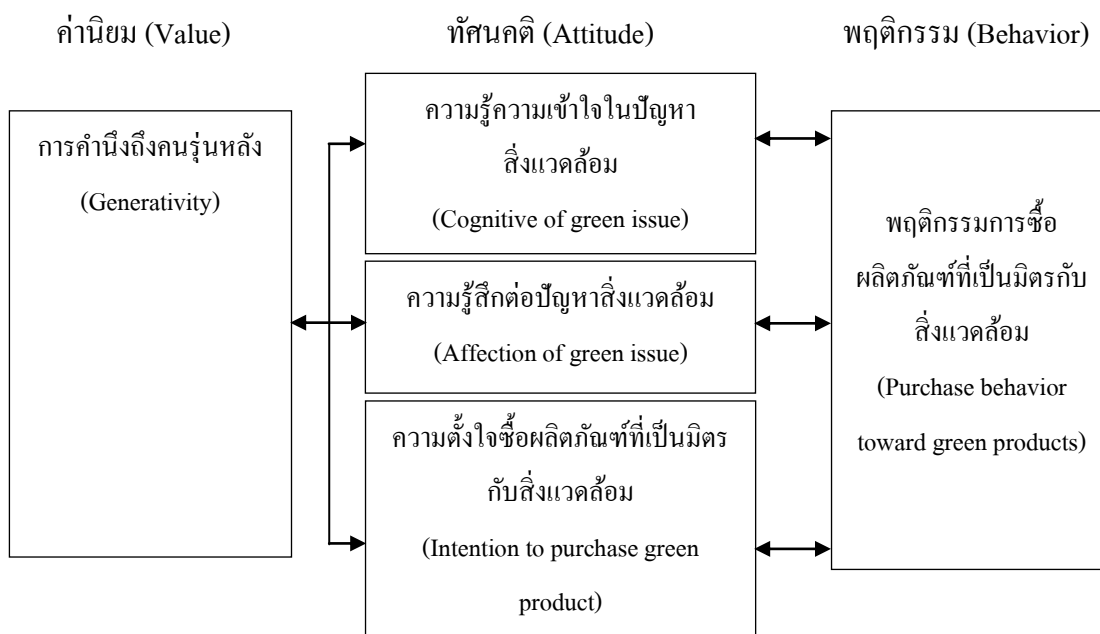 ค่านิยม (Value)
ทัศนคติ (Attitude)
พฤติกรรม (Behavior)
การคำนึงถึงคนรุ่นหลัง
(Generativity)
ความรู้ความเข้าใจในปัญหา
สิ่งแวดล้อม
(Cognitive of green issue)
ความรู้สึกต่อปัญหาสิ่งแวดล้อม
(Affection of green issue)
ความตั้งใจซื้อผลิตภัณฑ์ที่เป็นมิตร
กับสิ่งแวดล้อม
(Intention to purchase green
product)
พฤติกรรมการซื้อ
ผลิตภัณฑ์ที่เป็นมิตรกับ
สิ่งแวดล้อม
(Purchase behavior
toward green products)